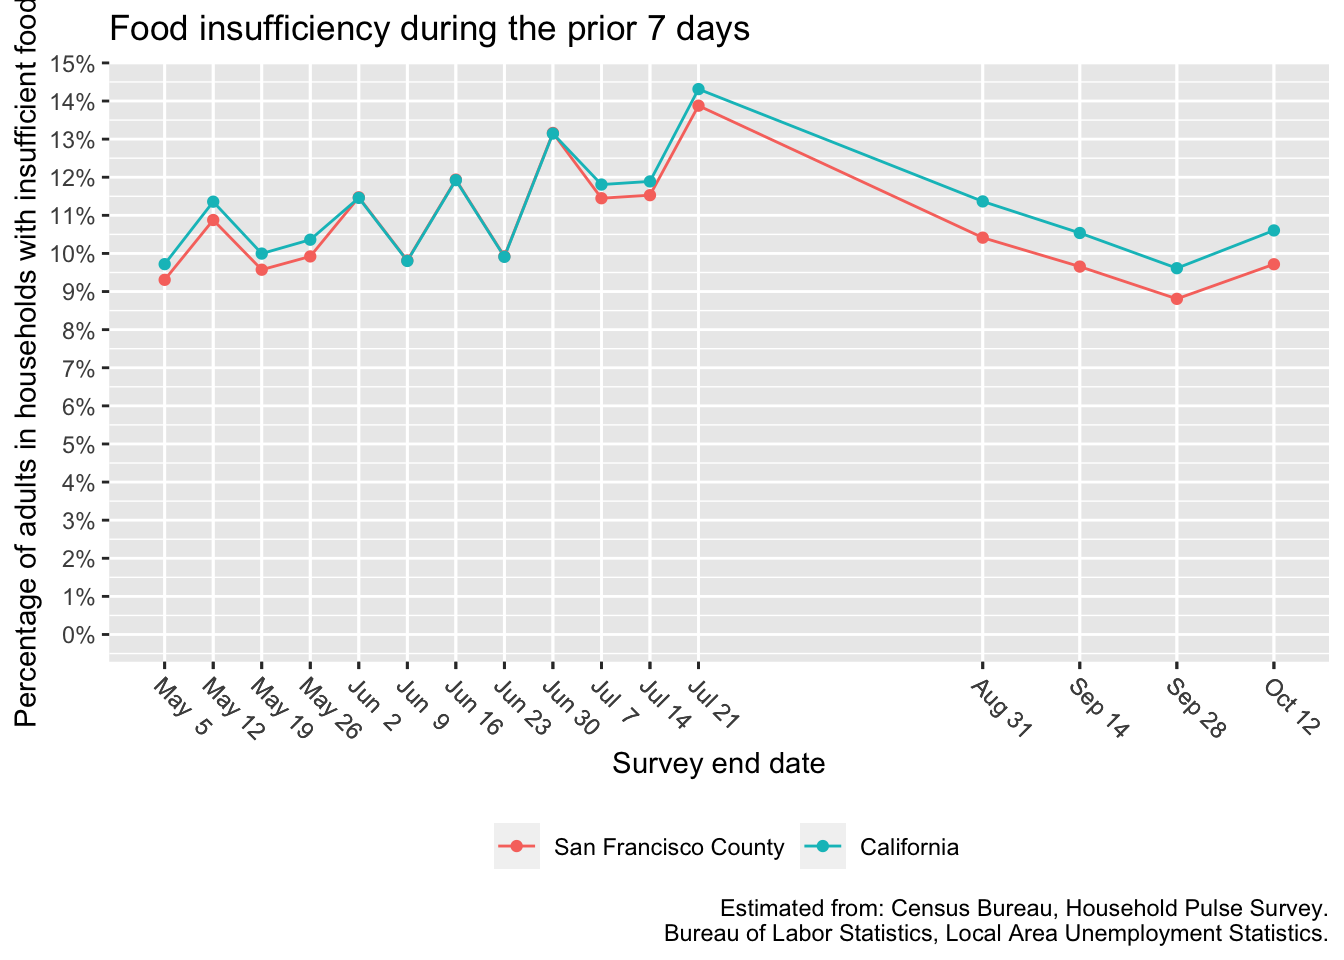 Food insufficiency during the prior 7 days
Percentage of adults in households with insufficient food
15%
14%
13%
12%
11%
10%
9%
8%
7%
6%
5%
4%
3%
2%
1%
0%
May 5
May 12
May 19
May 26
Jun 2
Jun 9
Jun 16
Jun 23
Jun 30
Jul 7
Jul 14
Jul 21
Aug 31
Sep 14
Sep 28
Oct 12
Survey end date
San Francisco County
California
Estimated from: Census Bureau, Household Pulse Survey.
Bureau of Labor Statistics, Local Area Unemployment Statistics.